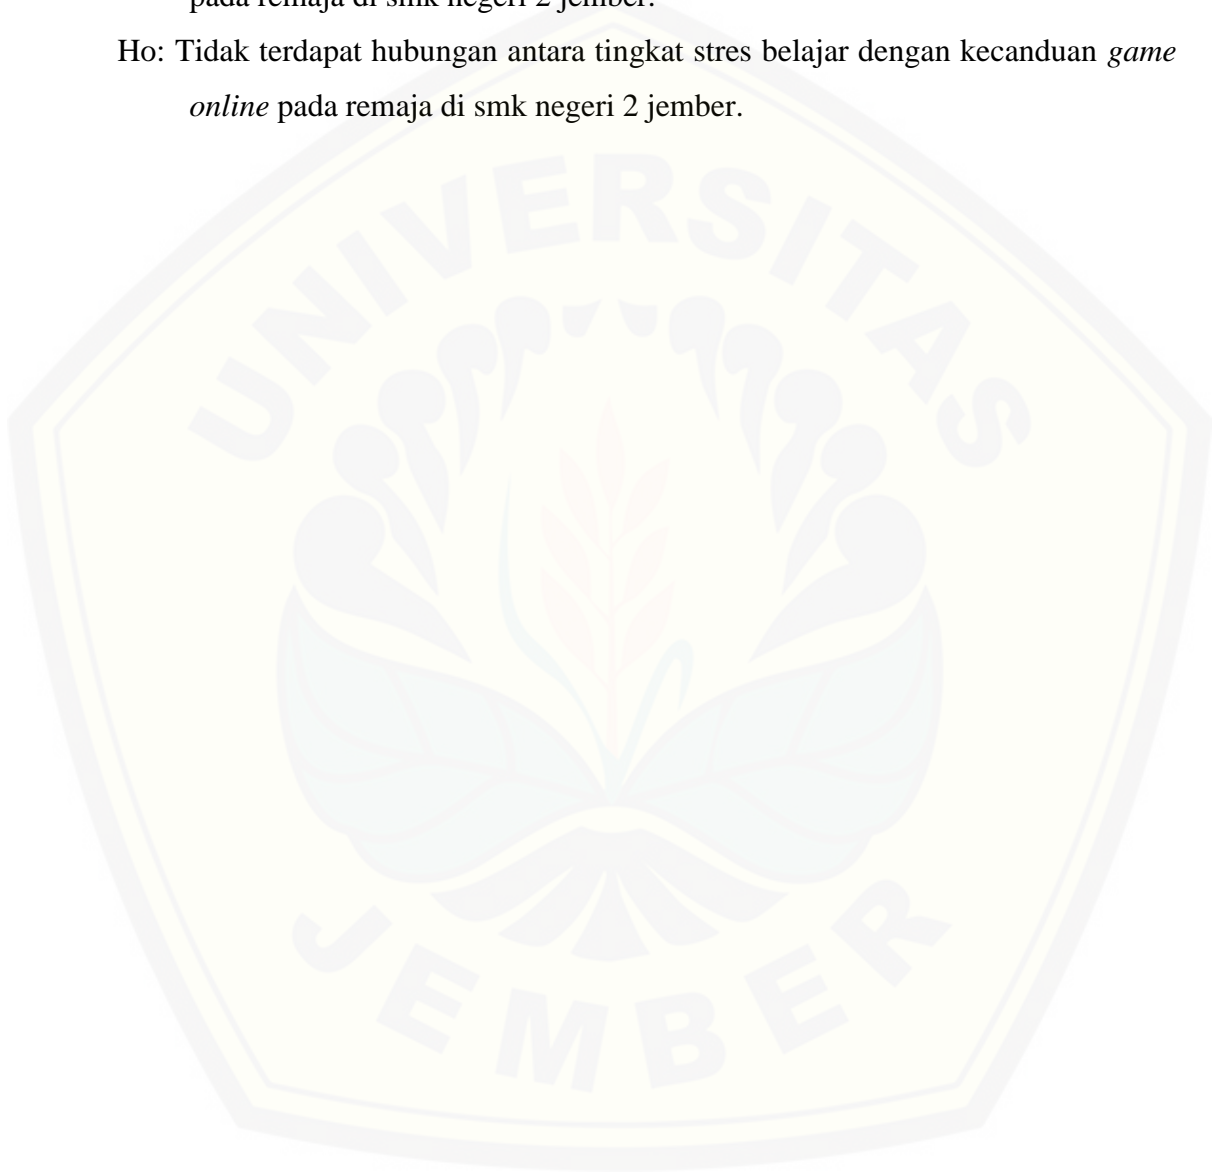 pada remaja di smk negeri 2 jember.
Ho: Tidak terdapat hubungan antara tingkat stres belajar dengan kecanduan game
online pada remaja di smk negeri 2 jember.
UNIVERSITAS
JEMBER